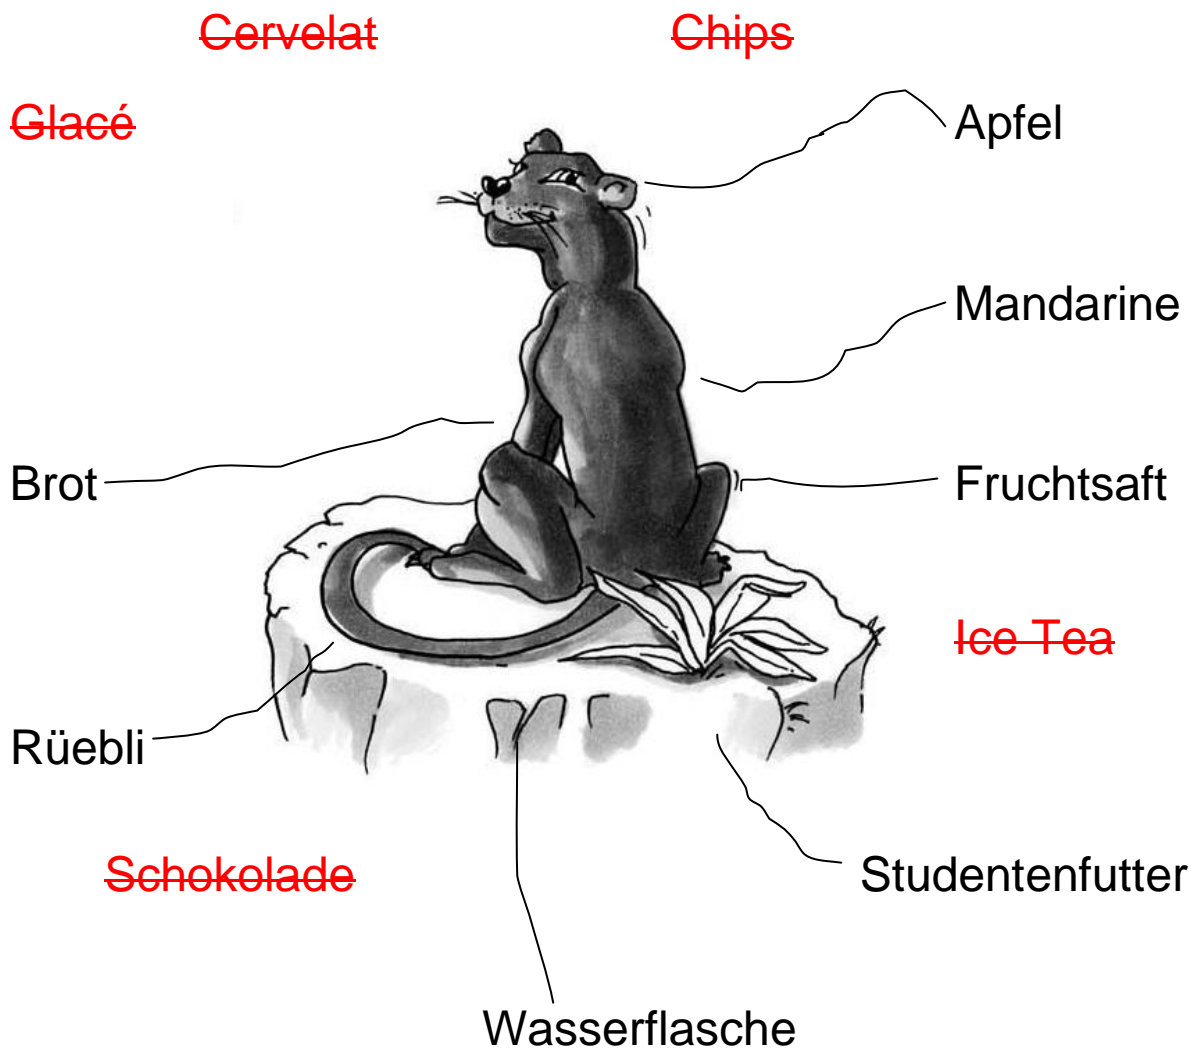 Cervelat
Chips
Glacé
Apfel
Mandarine
Brot
Fruchtsaft
Ice Tea
Rüebli
Schokolade
Studentenfutter
Wasserflasche